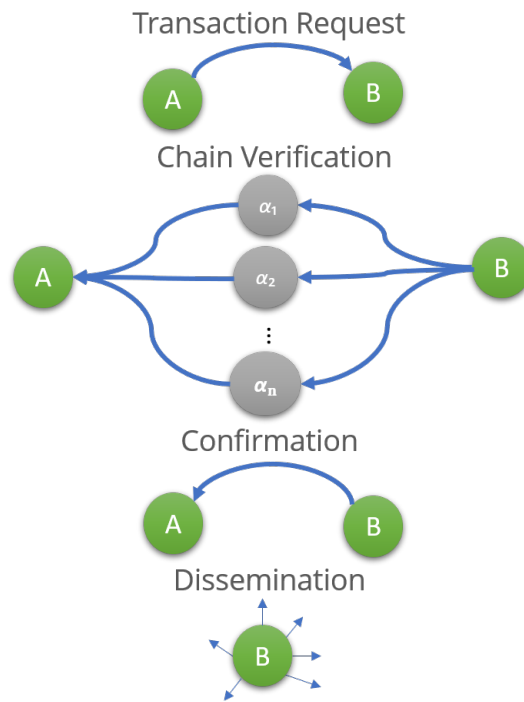 Transaction Request
A B
Chain Verification
α₁
A α₂ B
⋮
αₙ
Confirmation
A B
Dissemination
B